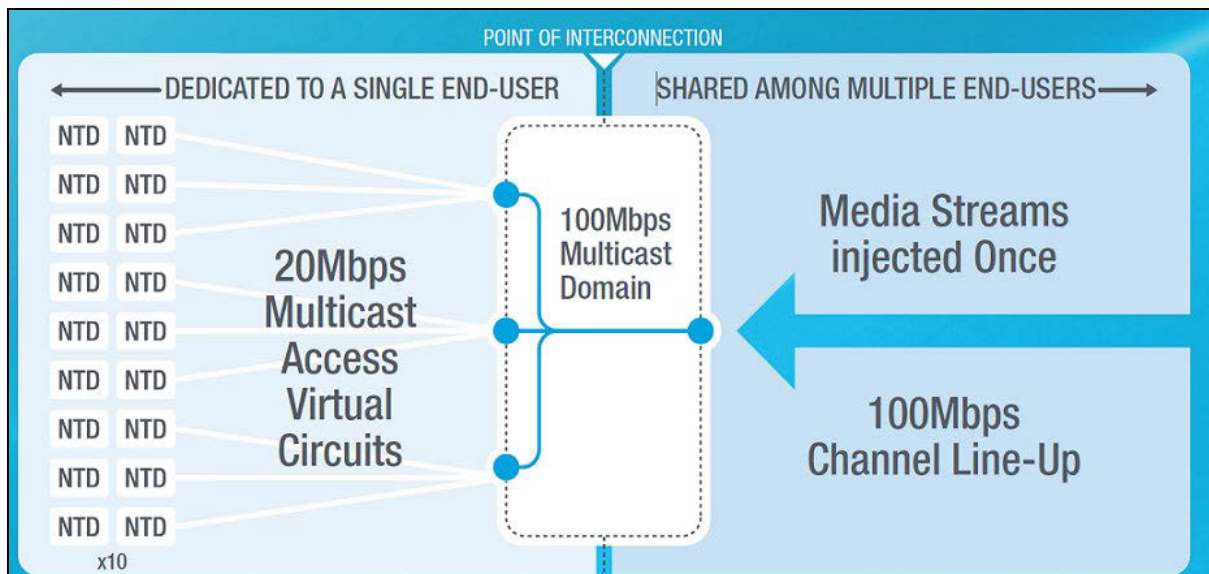 POINT OF INTERCONNECTION
DEDICATED TO A SINGLE END-USER
SHARED AMONG MULTIPLE END-USERS
NTD NTD
NTD NTD
NTD NTD
NTD NTD
NTD NTD
NTD NTD
NTD NTD
NTD NTD
NTD NTD
x10
20Mbps
Multicast
Access
Virtual
Circuits
100Mbps
Multicast
Domain
Media Streams
injected Once
100Mbps
Channel Line-Up